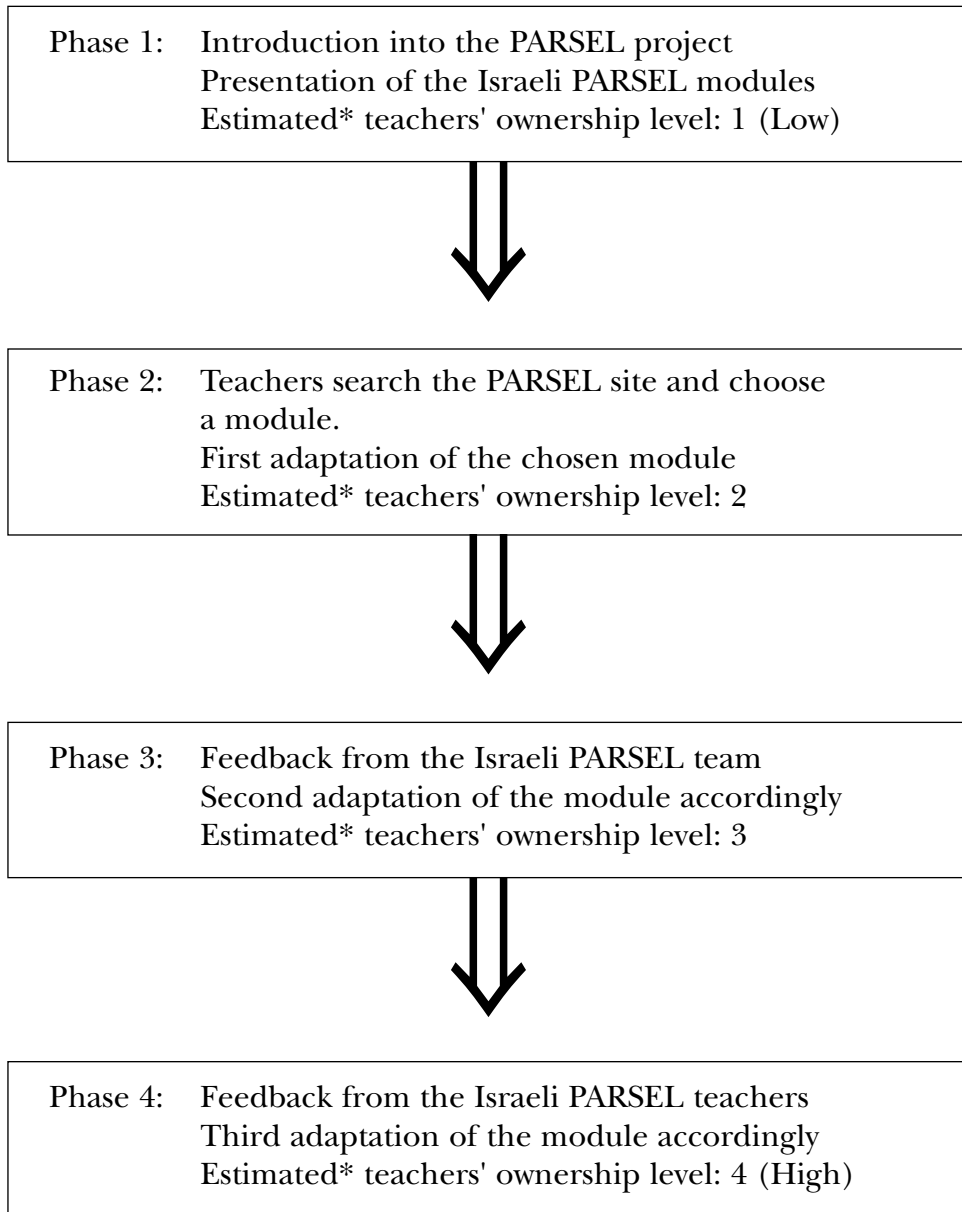 Phase 1: Introduction into the PARSEL project
Presentation of the Israeli PARSEL modules
Estimated* teachers' ownership level: 1 (Low)
Phase 2: Teachers search the PARSEL site and choose
a module.
First adaptation of the chosen module
Estimated* teachers' ownership level: 2
Phase 3: Feedback from the Israeli PARSEL team
Second adaptation of the module accordingly
Estimated* teachers' ownership level: 3
Phase 4: Feedback from the Israeli PARSEL teachers
Third adaptation of the module accordingly
Estimated* teachers' ownership level: 4 (High)